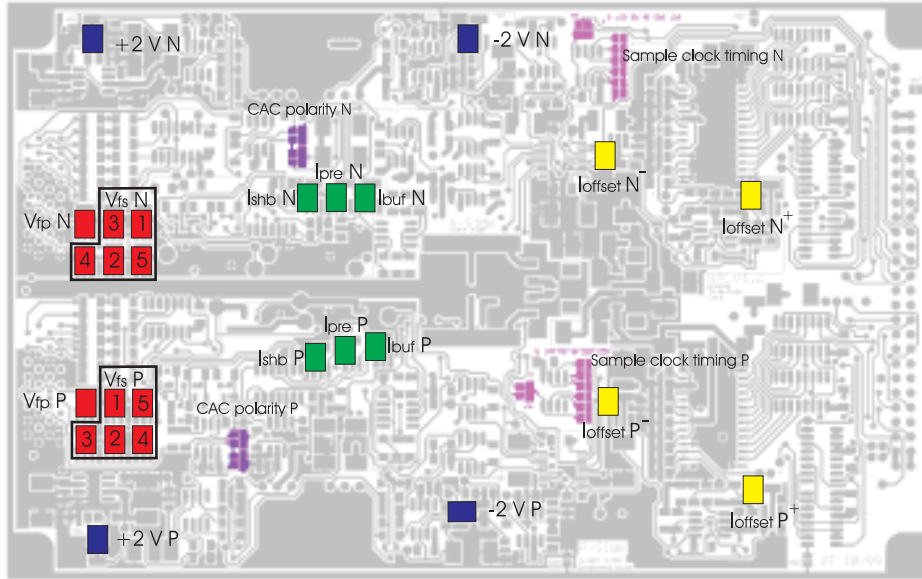 +2 V N
-2 V N
Sample clock timing N
CAC polarity N
Ipre N
Ishb N
Ibuf N
Ioffset N-
Ioffset N+
Vfs N
Vfp N
3 1
4 2 5
Ipre P
Ishb P
Ibuf P
Sample clock timing P
Vfs P
Vfp P
1 5
3 2 4
CAC polarity P
Ioffset P-
-2 V P
Ioffset P+
+2 V P